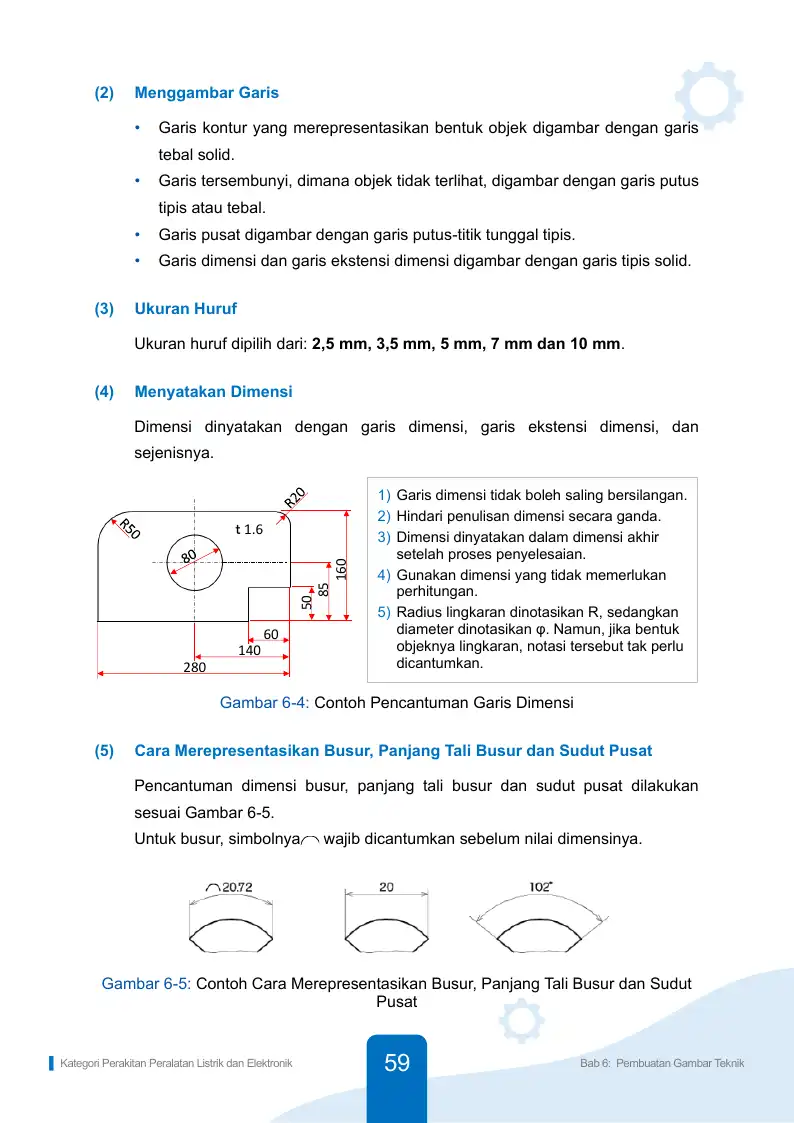 (2) Menggambar Garis
• Garis kontur yang merepresentasikan bentuk objek digambar dengan garis
tebal solid.
• Garis tersembunyi, dimana objek tidak terlihat, digambar dengan garis putus
tipis atau tebal.
• Garis pusat digambar dengan garis putus-titik tunggal tipis.
• Garis dimensi dan garis ekstensi dimensi digambar dengan garis tipis solid.
(3) Ukuran Huruf
Ukuran huruf dipilih dari: 2,5 mm, 3,5 mm, 5 mm, 7 mm dan 10 mm.
(4) Menyatakan Dimensi
Dimensi dinyatakan dengan garis dimensi, garis ekstensi dimensi, dan
sejenisnya.
R50
R20
t 1.6
80
160
85
50
60
140
280
1) Garis dimensi tidak boleh saling bersilangan.
2) Hindari penulisan dimensi secara ganda.
3) Dimensi dinyatakan dalam dimensi akhir
setelah proses penyelesaian.
4) Gunakan dimensi yang tidak memerlukan
perhitungan.
5) Radius lingkaran dinotasikan R, sedangkan
diameter dinotasikan φ. Namun, jika bentuk
objeknya lingkaran, notasi tersebut tak perlu
dicantumkan.
Gambar 6-4: Contoh Pencantuman Garis Dimensi
(5) Cara Merepresentasikan Busur, Panjang Tali Busur dan Sudut Pusat
Pencantuman dimensi busur, panjang tali busur dan sudut pusat dilakukan
sesuai Gambar 6-5.
Untuk busur, simbolnya⌒ wajib dicantumkan sebelum nilai dimensinya.
⌒20.72
20
102°
Gambar 6-5: Contoh Cara Merepresentasikan Busur, Panjang Tali Busur dan Sudut
Pusat
Kategori Perakitan Peralatan Listrik dan Elektronik
59
Bab 6: Pembuatan Gambar Teknik